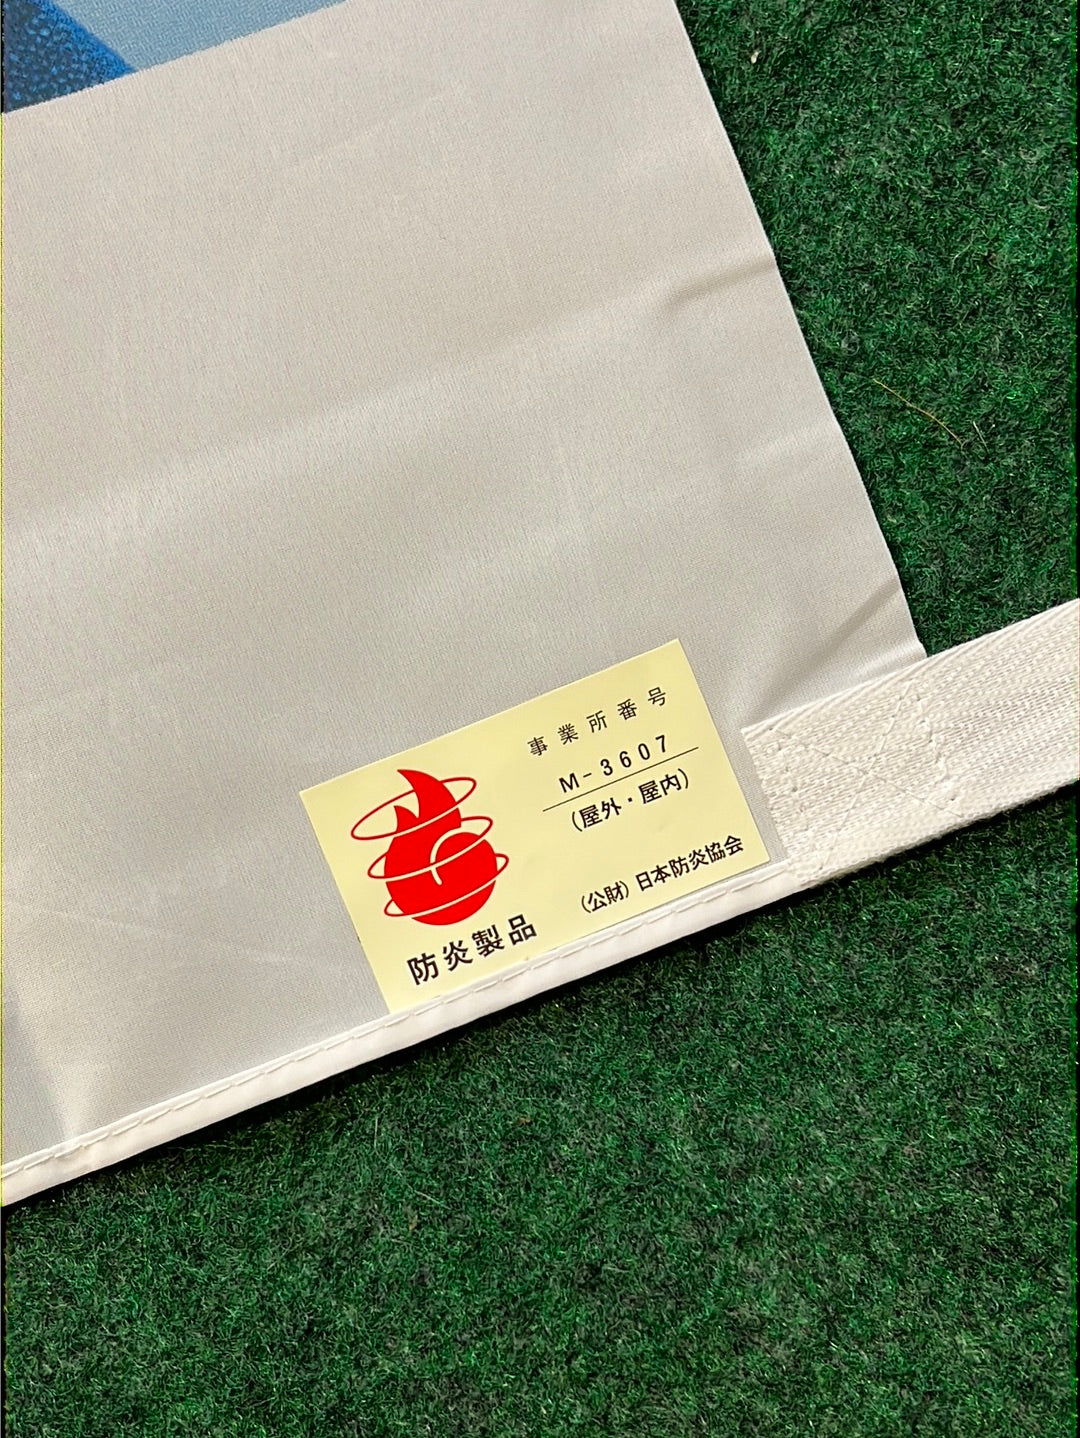 事業所番号
M-3607
(屋外・屋内)
(公財) 日本防炎協会
防炎製品